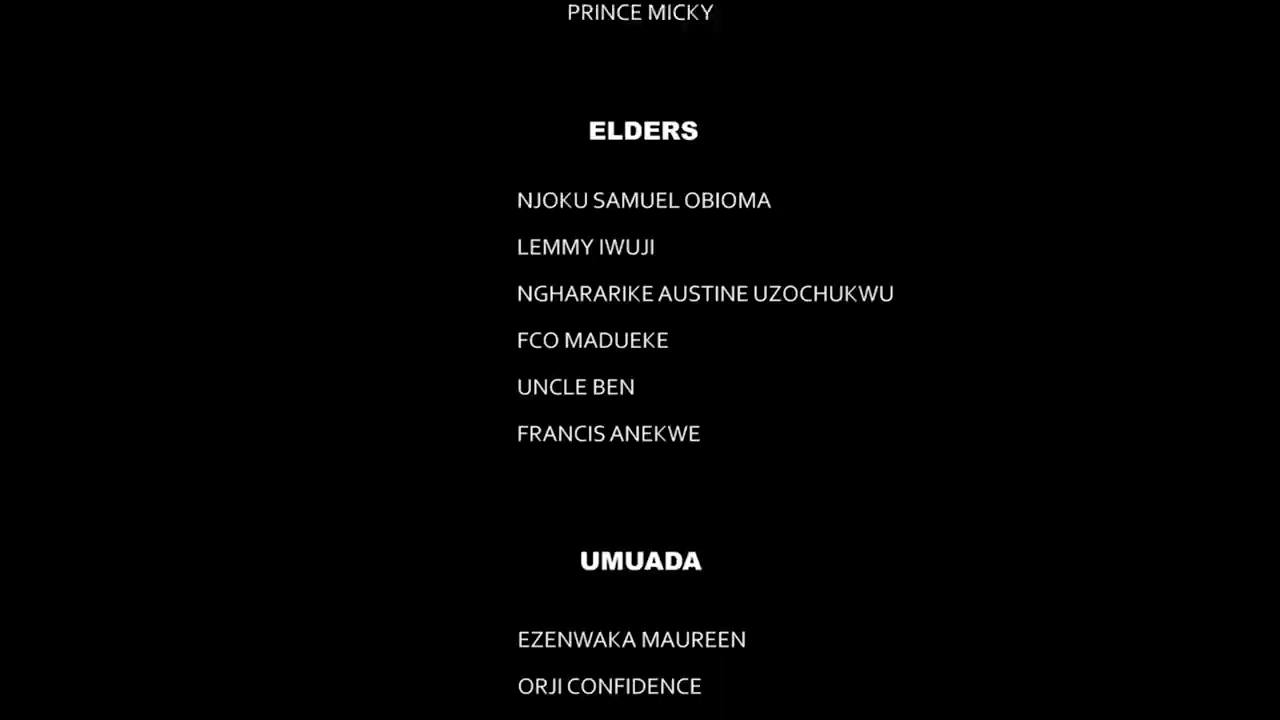 PRINCE MICKY
ELDERS
NJOKU SAMUEL OBIOMA
LEMMY IWUJI
NGHARARIKE AUSTINE UZOCHUKWU
FCO MADUEKE
UNCLE BEN
FRANCIS ANEKWE
UMUADA
EZENWAKA MAUREEN
ORJI CONFIDENCE